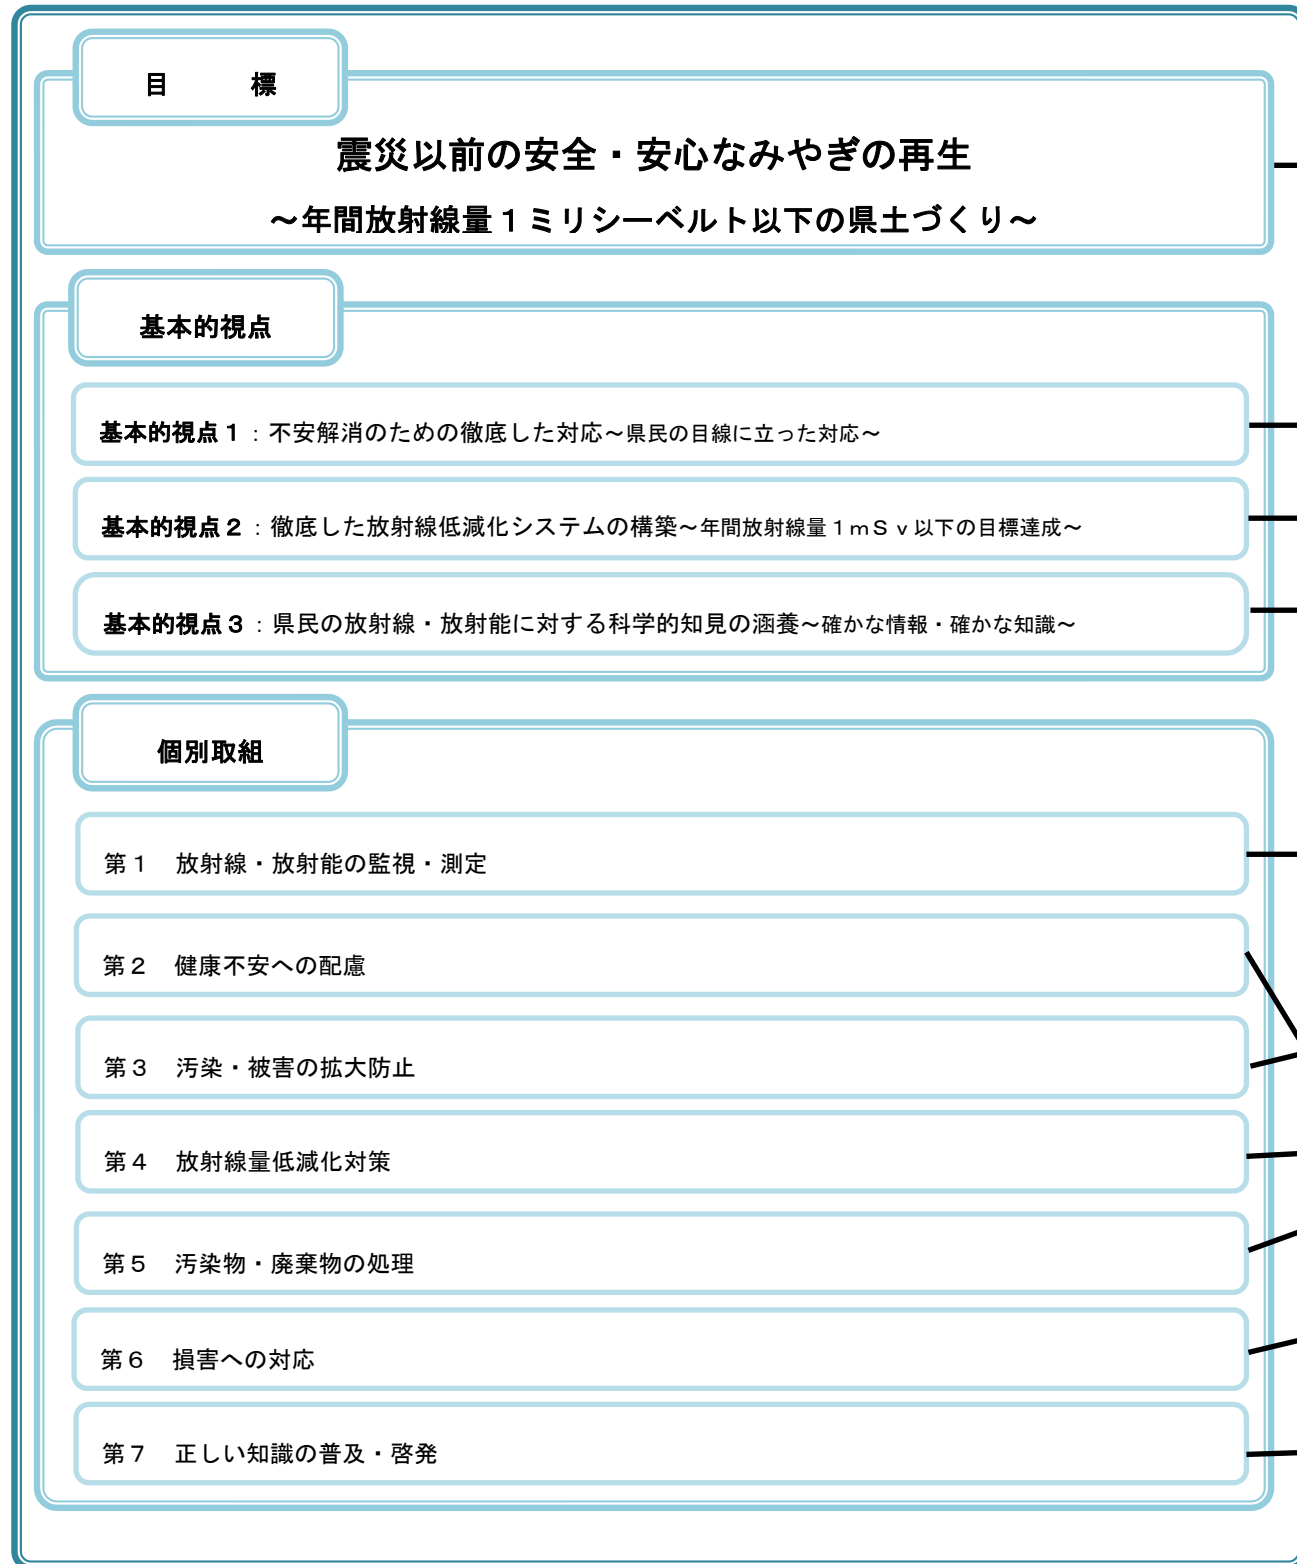 目　　　標
震災以前の安全・安心なみやぎの再生
～年間放射線量１ミリシーベルト以下の県土づくり～
基本的視点
基本的視点１：不安解消のための徹底した対応～県民の目線に立った対応～
基本的視点２：徹底した放射線低減化システムの構築～年間放射線量１ｍＳｖ以下の目標達成～
基本的視点３：県民の放射線・放射能に対する科学的知見の涵養～確かな情報・確かな知識～
個別取組
第１　放射線・放射能の監視・測定
第２　健康不安への配慮
第３　汚染・被害の拡大防止
第４　放射線量低減化対策
第５　汚染物・廃棄物の処理
第６　損害への対応
第７　正しい知識の普及・啓発